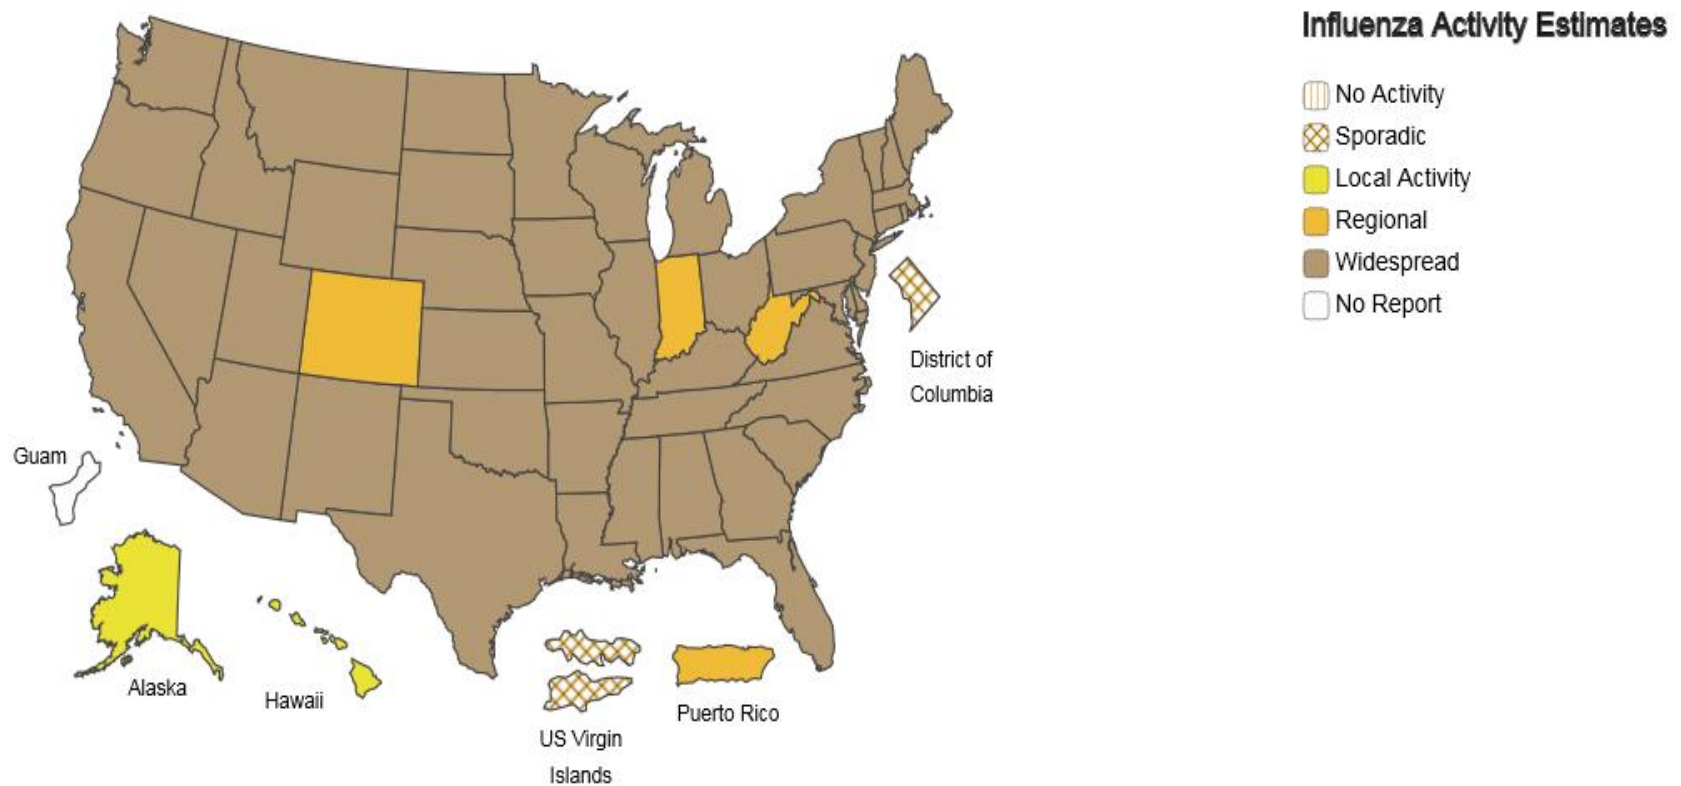 Influenza Activity Estimates
No Activity
Sporadic
Local Activity
Regional
Widespread
No Report
District of
Columbia
Guam
Alaska
Hawaii
US Virgin
Islands
Puerto Rico